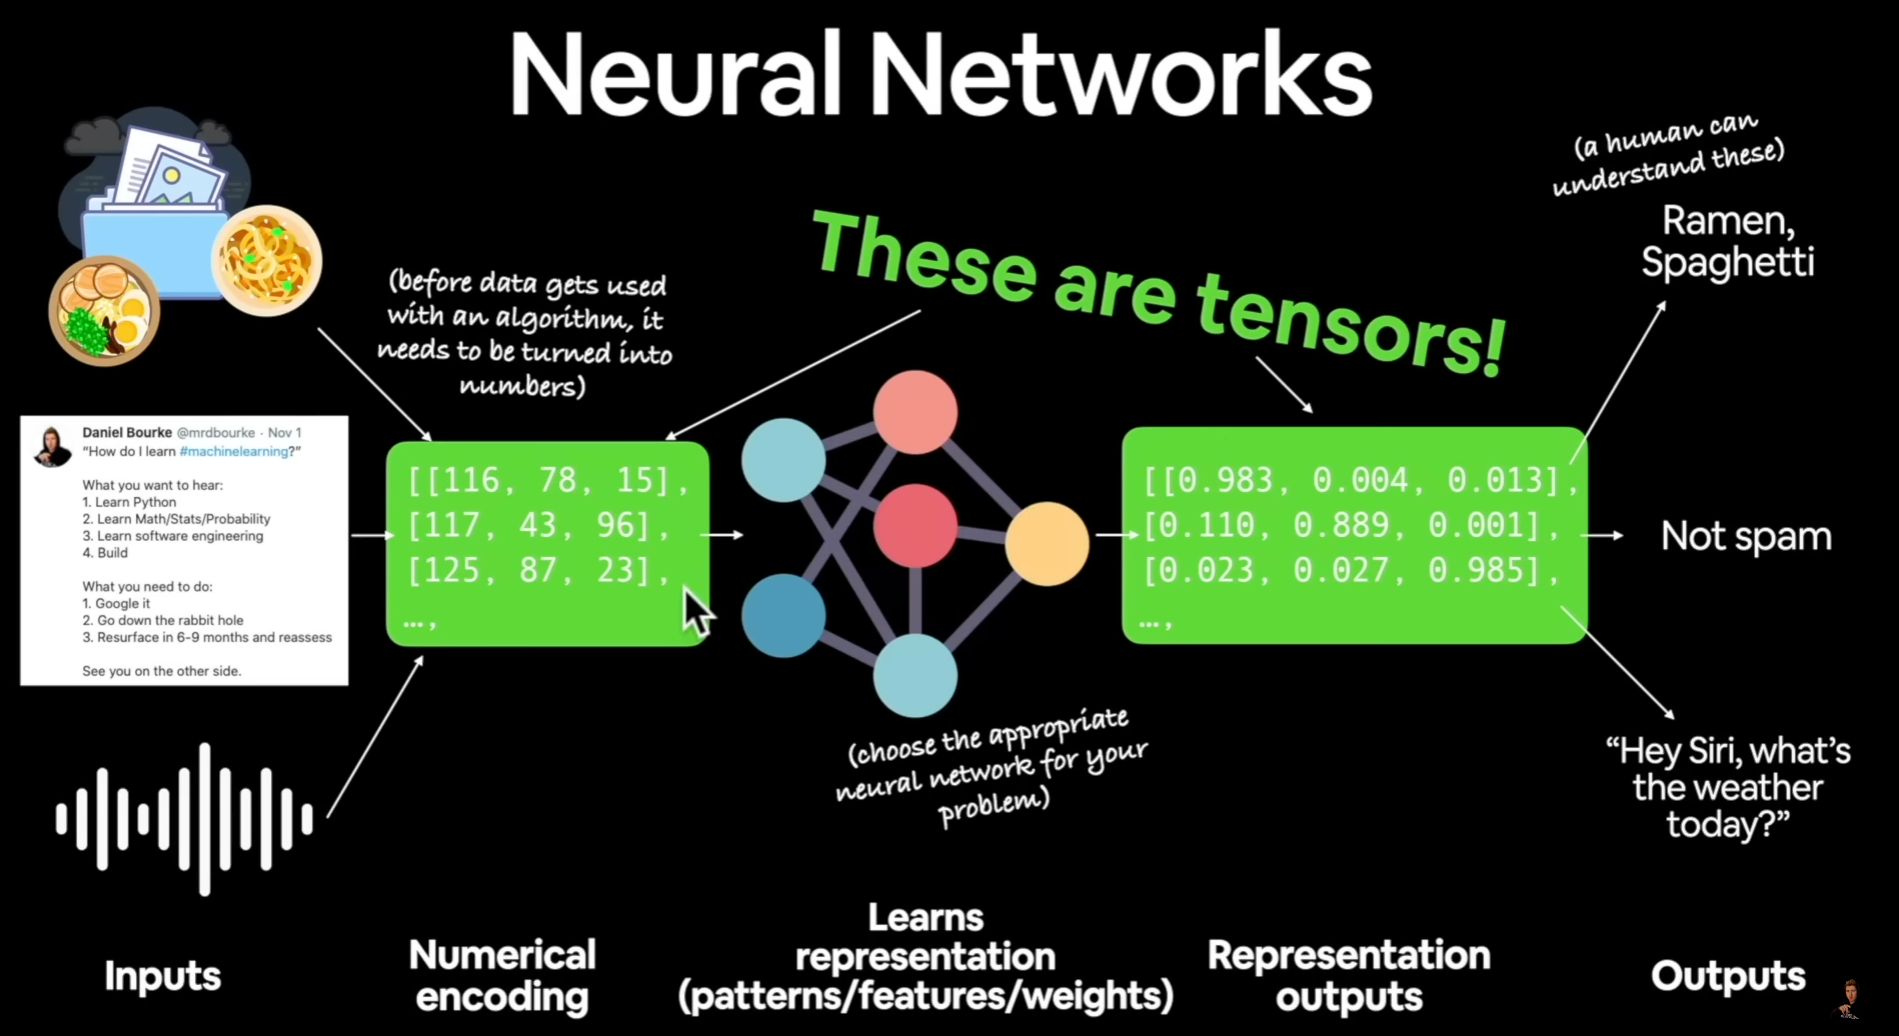 Neural Networks
(a human can
understand these)
Ramen,
Spaghetti
These are tensors!
(before data gets used
with an algorithm, it
needs to be turned into
numbers)
Daniel Bourke @mrdbourke · Nov 1
“How do I learn #machinelearning?”
What you want to hear:
1. Learn Python
2. Learn Math/Stats/Probability
3. Learn software engineering
4. Build
What you need to do:
1. Google it
2. Go down the rabbit hole
3. Resurface in 6-9 months and reassess
See you on the other side.
[[116, 78, 15],
[117, 43, 96],
[125, 87, 23],
…,
[[0.983, 0.004, 0.013],
[0.110, 0.889, 0.001],
[0.023, 0.027, 0.985],
…,
Not spam
(choose the appropriate
neural network for your
problem)
“Hey Siri, what’s
the weather
today?”
Inputs
Numerical
encoding
Learns
representation
(patterns/features/weights)
Representation
outputs
Outputs